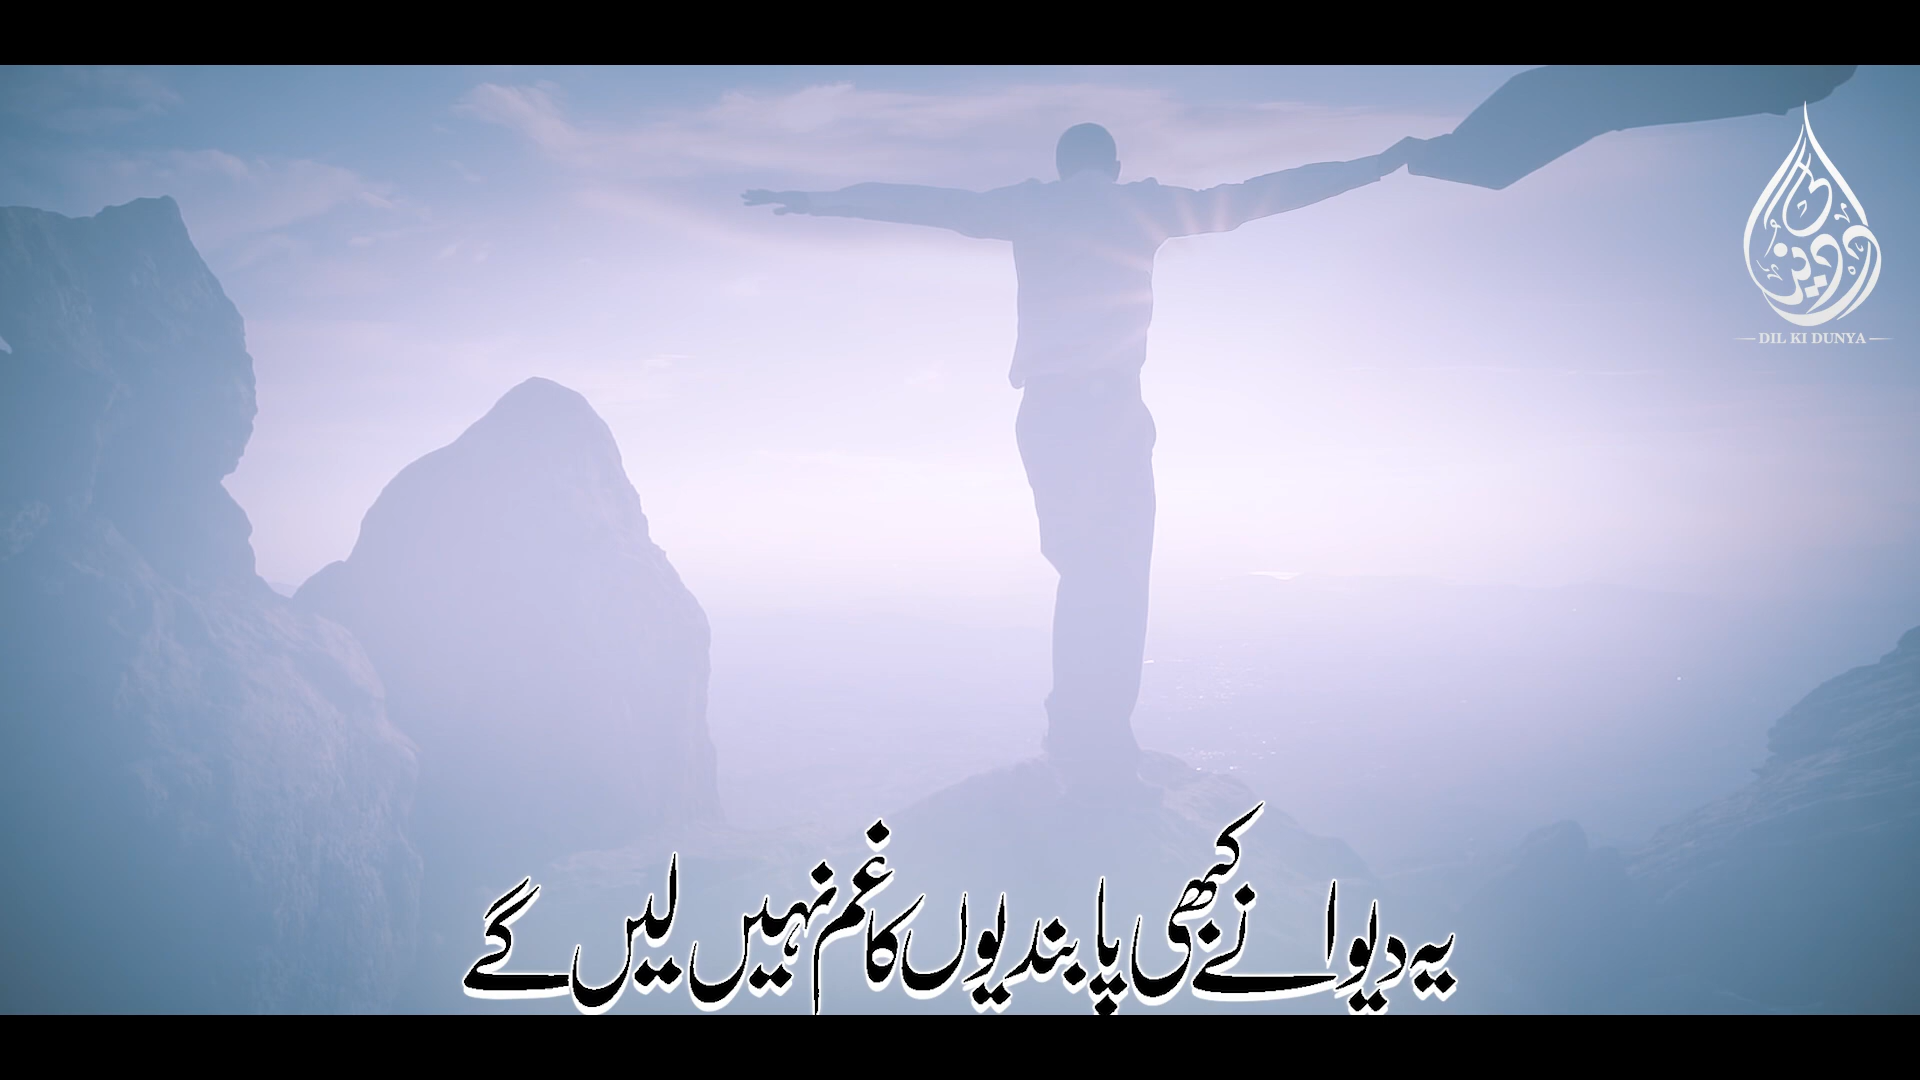 DIL KI DUNYA
یہ دیوانے کبھی پابندیوں کا غم نہیں لیں گے